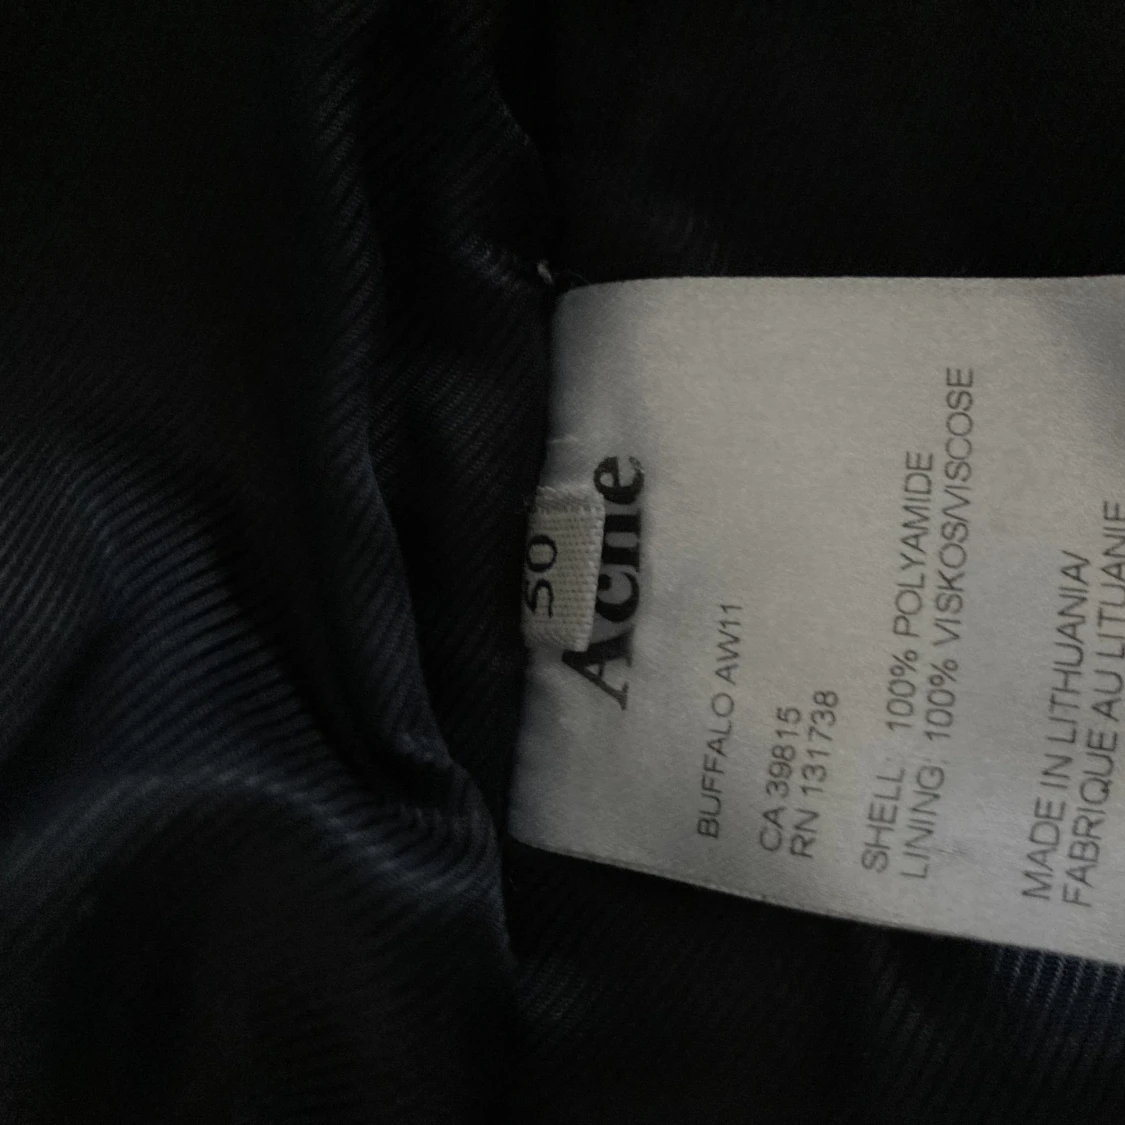 50
Acne
BUFFALO AW11
CA 39815
RN 131738
SHELL: 100% POLYAMIDE
LINING: 100% VISKOS/VISCOSE
MADE IN LITHUANIA/
FABRIQUE AU LITUANIE